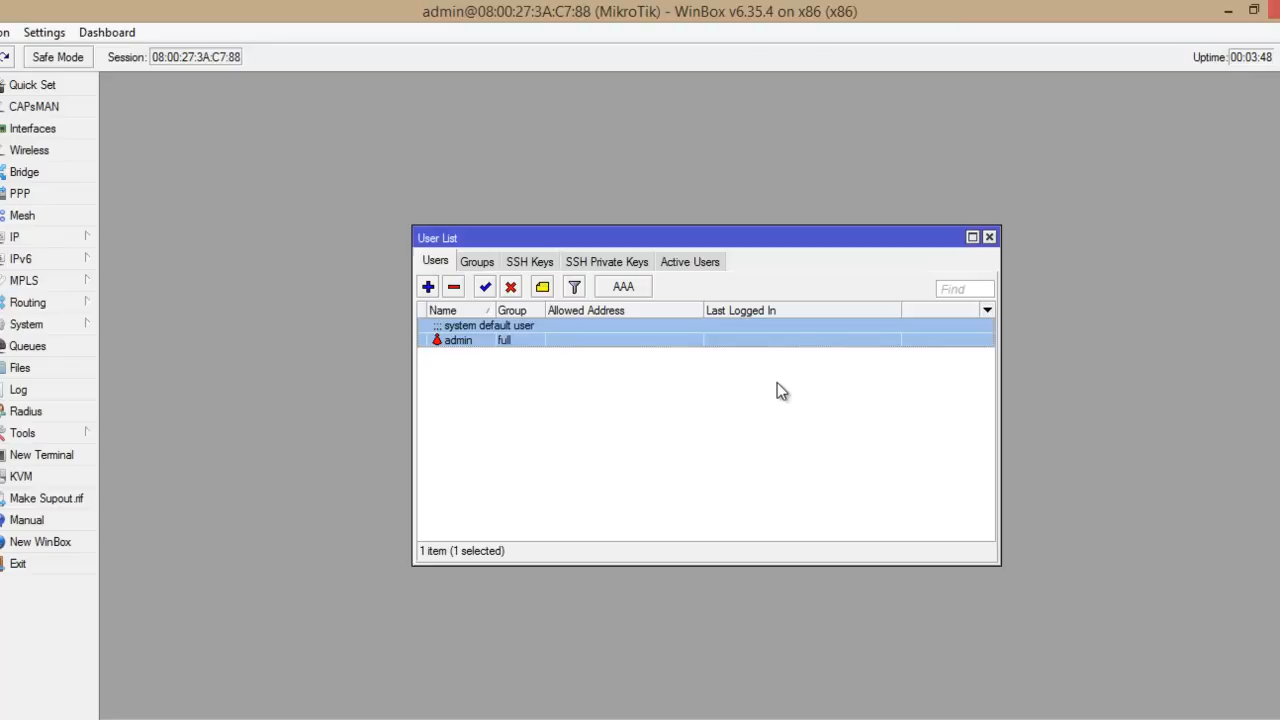 admin@08:00:27:3A:C7:88 (MikroTik) - WinBox v6.35.4 on x86 (x86)
on Settings Dashboard
Safe Mode Session: 08:00:27:3A:C7:88 Uptime: 00:03:48
Quick Set
CAPsMAN
Interfaces
Wireless
Bridge
PPP
Mesh
IP
IPv6
MPLS
Routing
System
Queues
Files
Log
Radius
Tools
New Terminal
KVM
Make Supout.rif
Manual
New WinBox
Exit
User List
Users Groups SSH Keys SSH Private Keys Active Users
AAA Find
Name / Group Allowed Address Last Logged In
;;; system default user
admin full
1 item (1 selected)